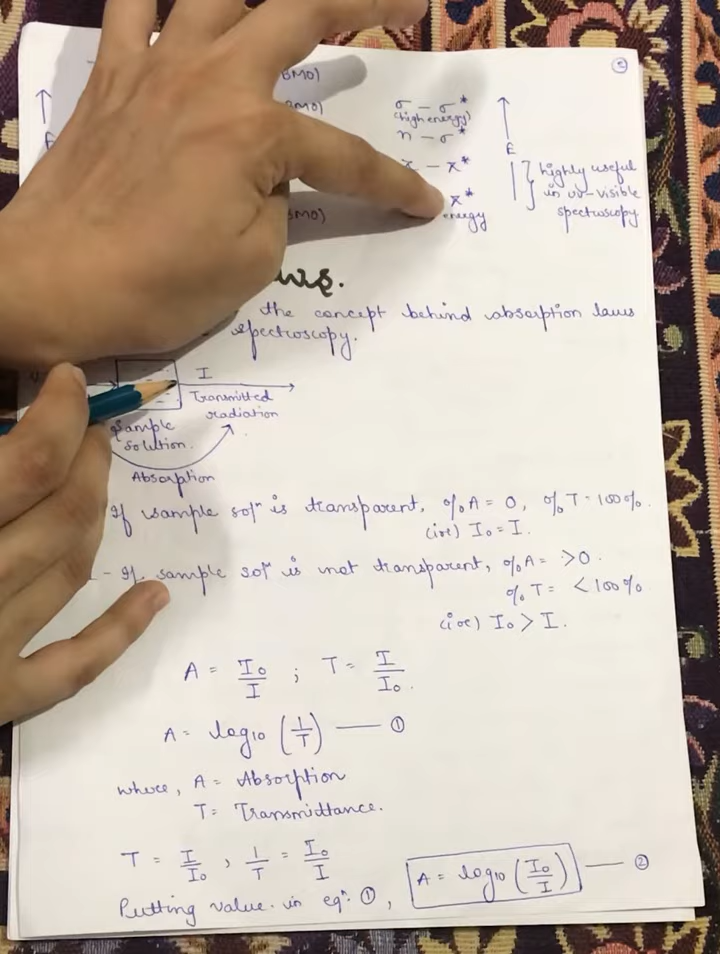 ②
BMO)
BMO)
↑
E
σ – σ*
(high energy)
n – σ*
π – π*
π*
energy
↑
E
highly useful
in uv-visible
spectroscopy
BMO)
the concept behind absorption laws
spectroscopy.
I
Transmitted
radiation
Sample
solution.
Absorption
If sample solⁿ is transparent, % A = 0, % T = 100%.
(i.e) I₀ = I.
- If sample solⁿ is not transparent, % A = >0.
% T = < 100%
(i.e) I₀ > I.
A = I₀/I ; T = I/I₀.
A = log10 (1/T) —— ①
where, A = Absorption
T = Transmittance.
T = I/I₀ , 1/T = I₀/I
Putting value in eqⁿ. ①, A = log10 (I₀/I) —— ②